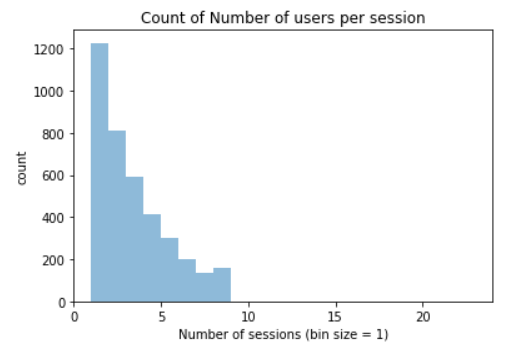 Count of Number of users per session
1200
1000
800
600
400
200
0
count
0 5 10 15 20
Number of sessions (bin size = 1)